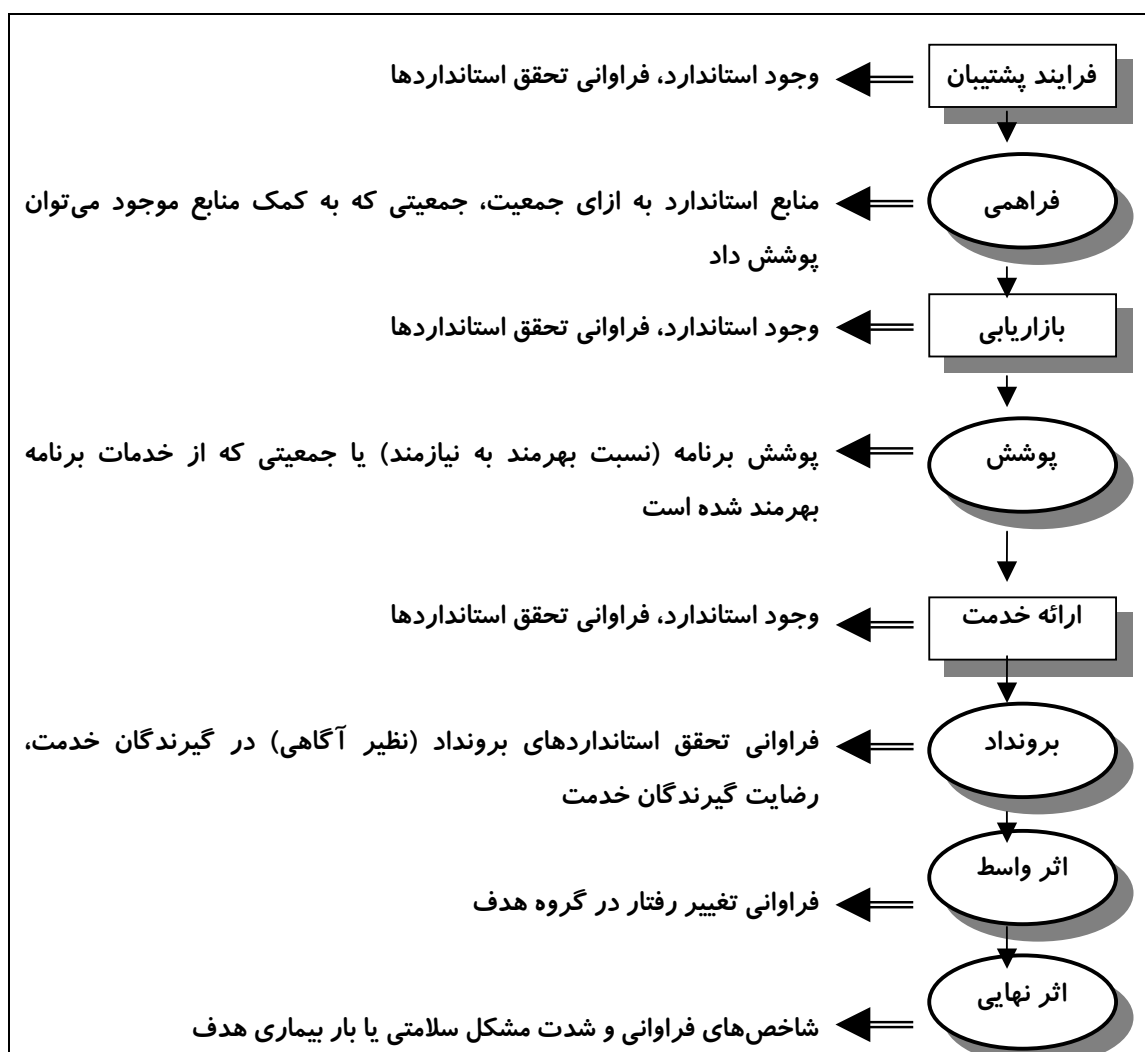 فرایند پشتیبان
وجود استاندارد، فراوانی تحقق استانداردها
فراهمی
منابع استاندارد به ازای جمعیت، جمعیتی که به کمک منابع موجود می‌توان
پوشش داد
بازاریابی
وجود استاندارد، فراوانی تحقق استانداردها
پوشش
پوشش برنامه (نسبت بهرمند به نیازمند) یا جمعیتی که از خدمات برنامه
بهرمند شده است
ارائه خدمت
وجود استاندارد، فراوانی تحقق استانداردها
برونداد
فراوانی تحقق استانداردهای برونداد (نظیر آگاهی) در گیرندگان خدمت،
رضایت گیرندگان خدمت
اثر واسط
فراوانی تغییر رفتار در گروه هدف
اثر نهایی
شاخص‌های فراوانی و شدت مشکل سلامتی یا بار بیماری هدف